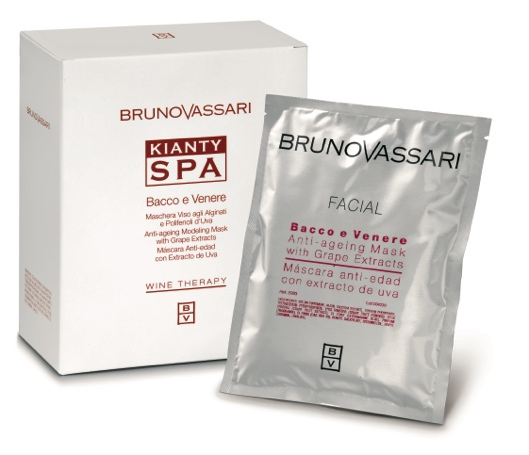 BRUNOVASSARI
KIANTY
SPA
Bacco e Venere
Maschera Viso agli Alginati
e Polifenoli d'Uva
Anti-ageing Modeling Mask
with Grape Extracts
Máscara Anti-edad
con Extracto de Uva
WINE THERAPY
B
V
BRUNOVASSARI
FACIAL
Bacco e Venere
Anti-ageing Mask
with Grape Extracts
Máscara anti-edad
con extracto de uva
B
V